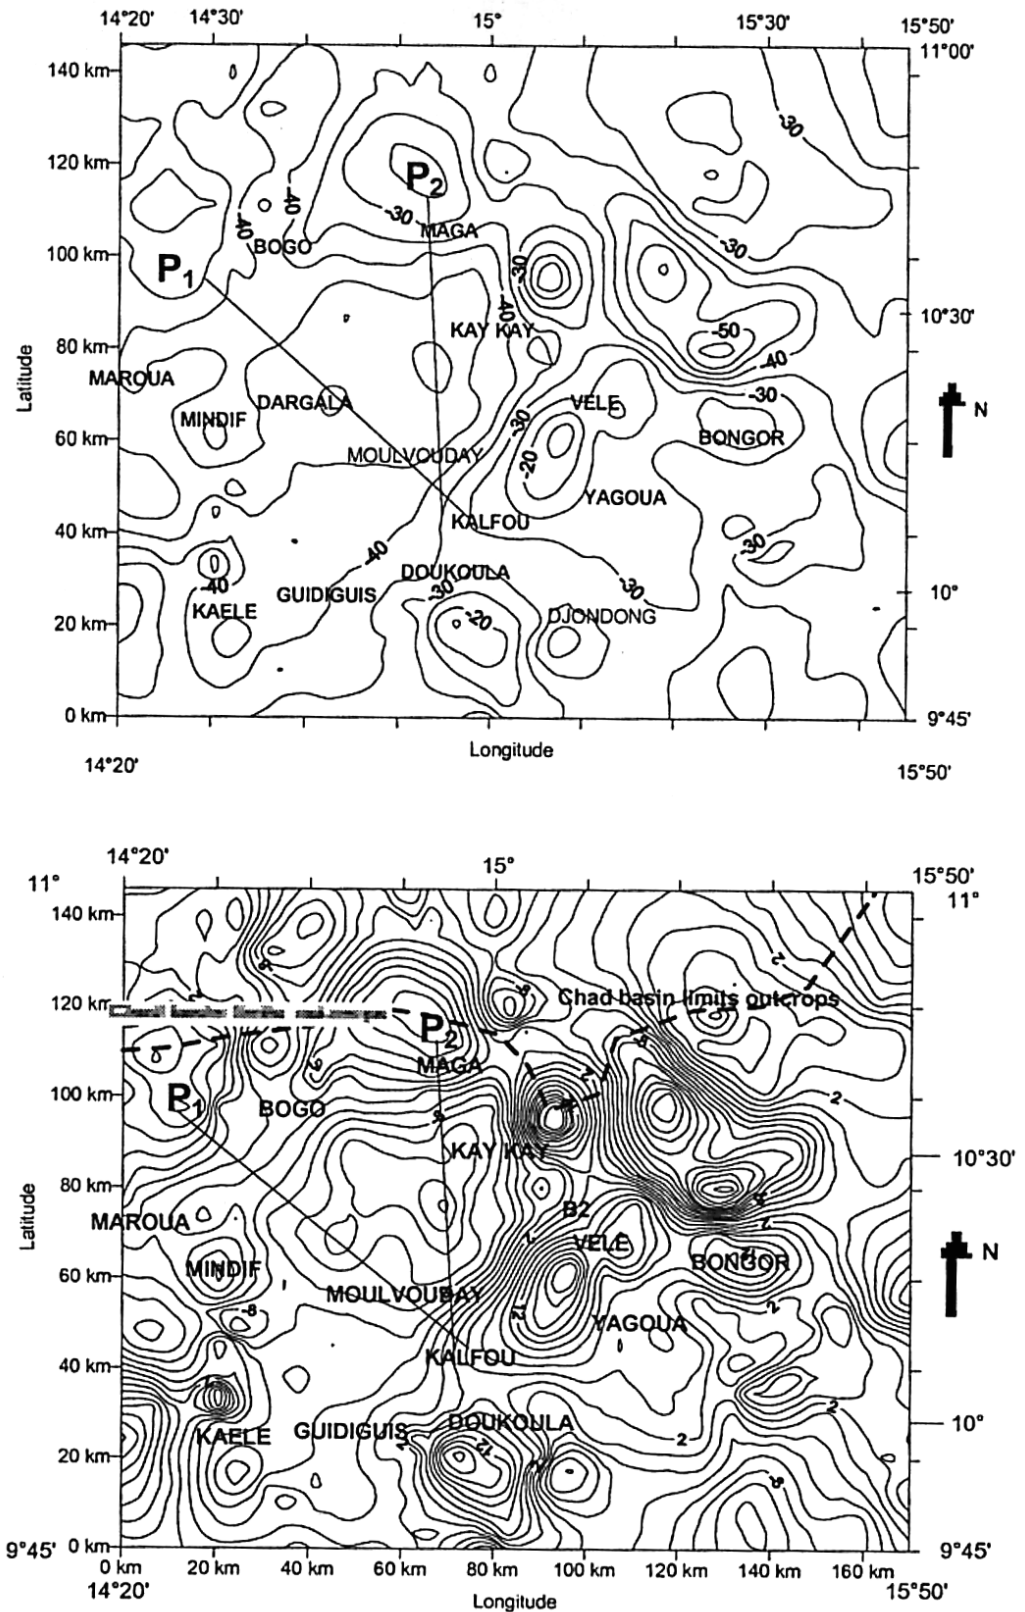 14°20' 14°30' 15° 15°30' 15°50'
11°00'
140 km
-30
120 km
P2
-40
-30
-40
MAGA
-30
100 km
BOGO
P1
-30
-40
10°30'
KAY KAY
-50
80 km
-40
MAROUA
-30
DARGALA
VELE
N
MINDIF
-30
BONGOR
60 km
MOULVOUDAY
-20
YAGOUA
KALFOU
40 km
-40
-30
DOUKOULA
-40
-30
-30
10°
GUIDIGUIS
KAELE
-20
DJONDONG
20 km
0 km
9°45'
Latitude
Longitude
14°20' 15°50'
14°20' 15° 15°50'
11° 11°
140 km
2
-8
-8
120 km
Chad basin limits outcrops
P2
MAGA
2
100 km
P1
BOGO
2
KAY KAY
10°30'
80 km
B2
MAROUA
2
VELE
N
MINDIF
BONGOR
60 km
MOULVOUDAY
-8
12
YAGOUA
2
KALFOU
40 km
2
DOUKOULA
10°
KAELE
GUIDIGUIS
2
12
2
20 km
-8
0 km
9°45' 9°45'
0 km 20 km 40 km 60 km 80 km 100 km 120 km 140 km 160 km
14°20' 15°50'
Latitude
Longitude